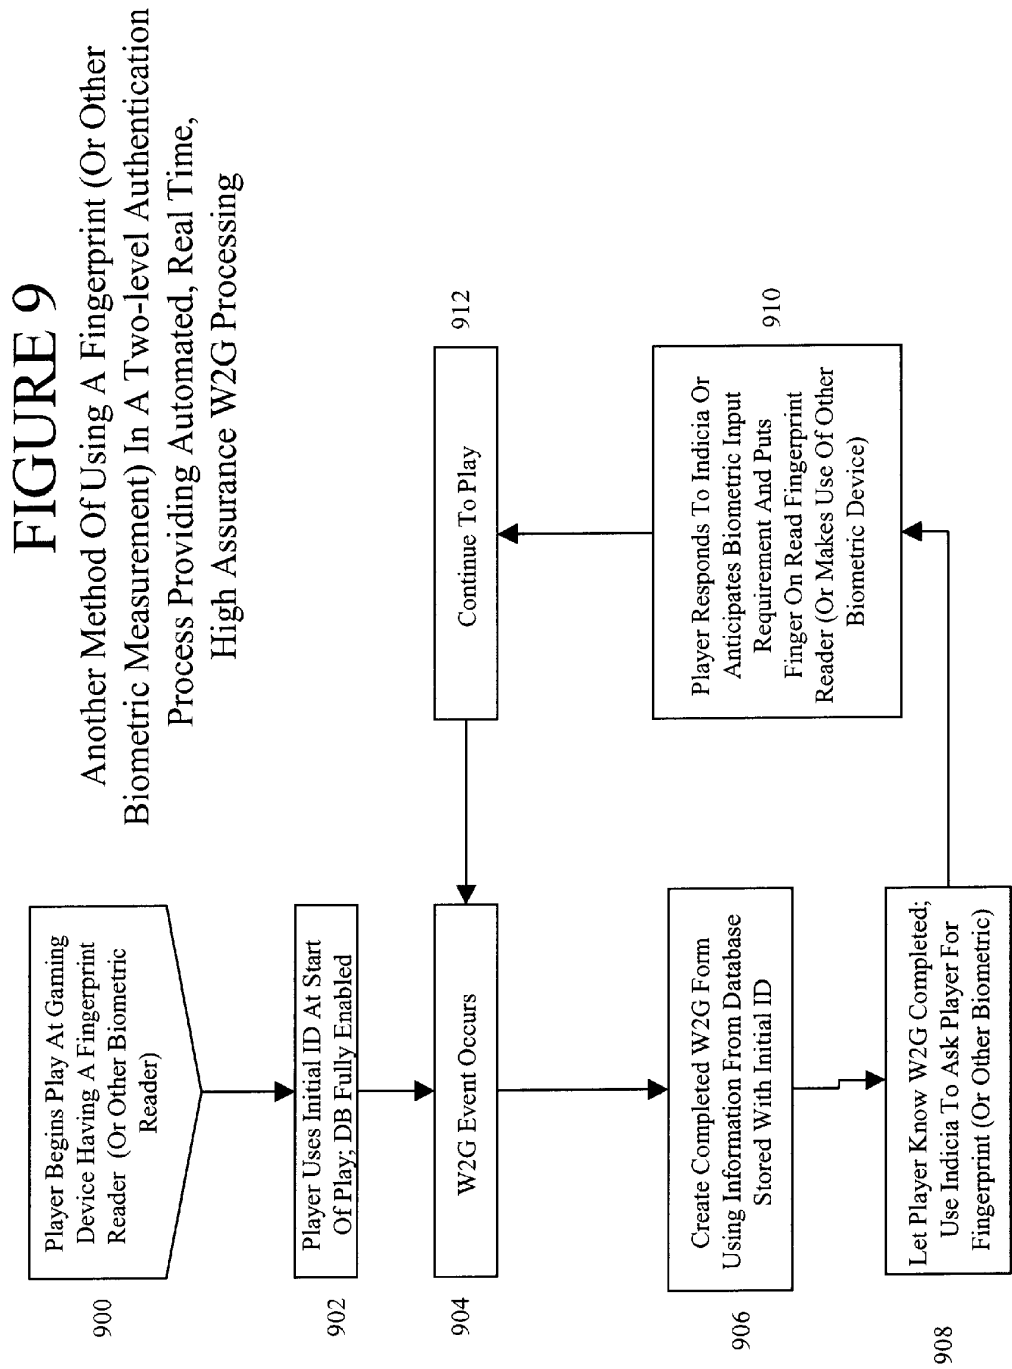 FIGURE 9
Another Method Of Using A Fingerprint (Or Other
Biometric Measurement) In A Two-level Authentication
Process Providing Automated, Real Time,
High Assurance W2G Processing
900
Player Begins Play At Gaming
Device Having A Fingerprint
Reader (Or Other Biometric
Reader)
902
Player Uses Initial ID At Start
Of Play; DB Fully Enabled
904
W2G Event Occurs
906
Create Completed W2G Form
Using Information From Database
Stored With Initial ID
908
Let Player Know W2G Completed;
Use Indicia To Ask Player For
Fingerprint (Or Other Biometric)
910
Player Responds To Indicia Or
Anticipates Biometric Input
Requirement And Puts
Finger On Read Fingerprint
Reader (Or Makes Use Of Other
Biometric Device)
912
Continue To Play